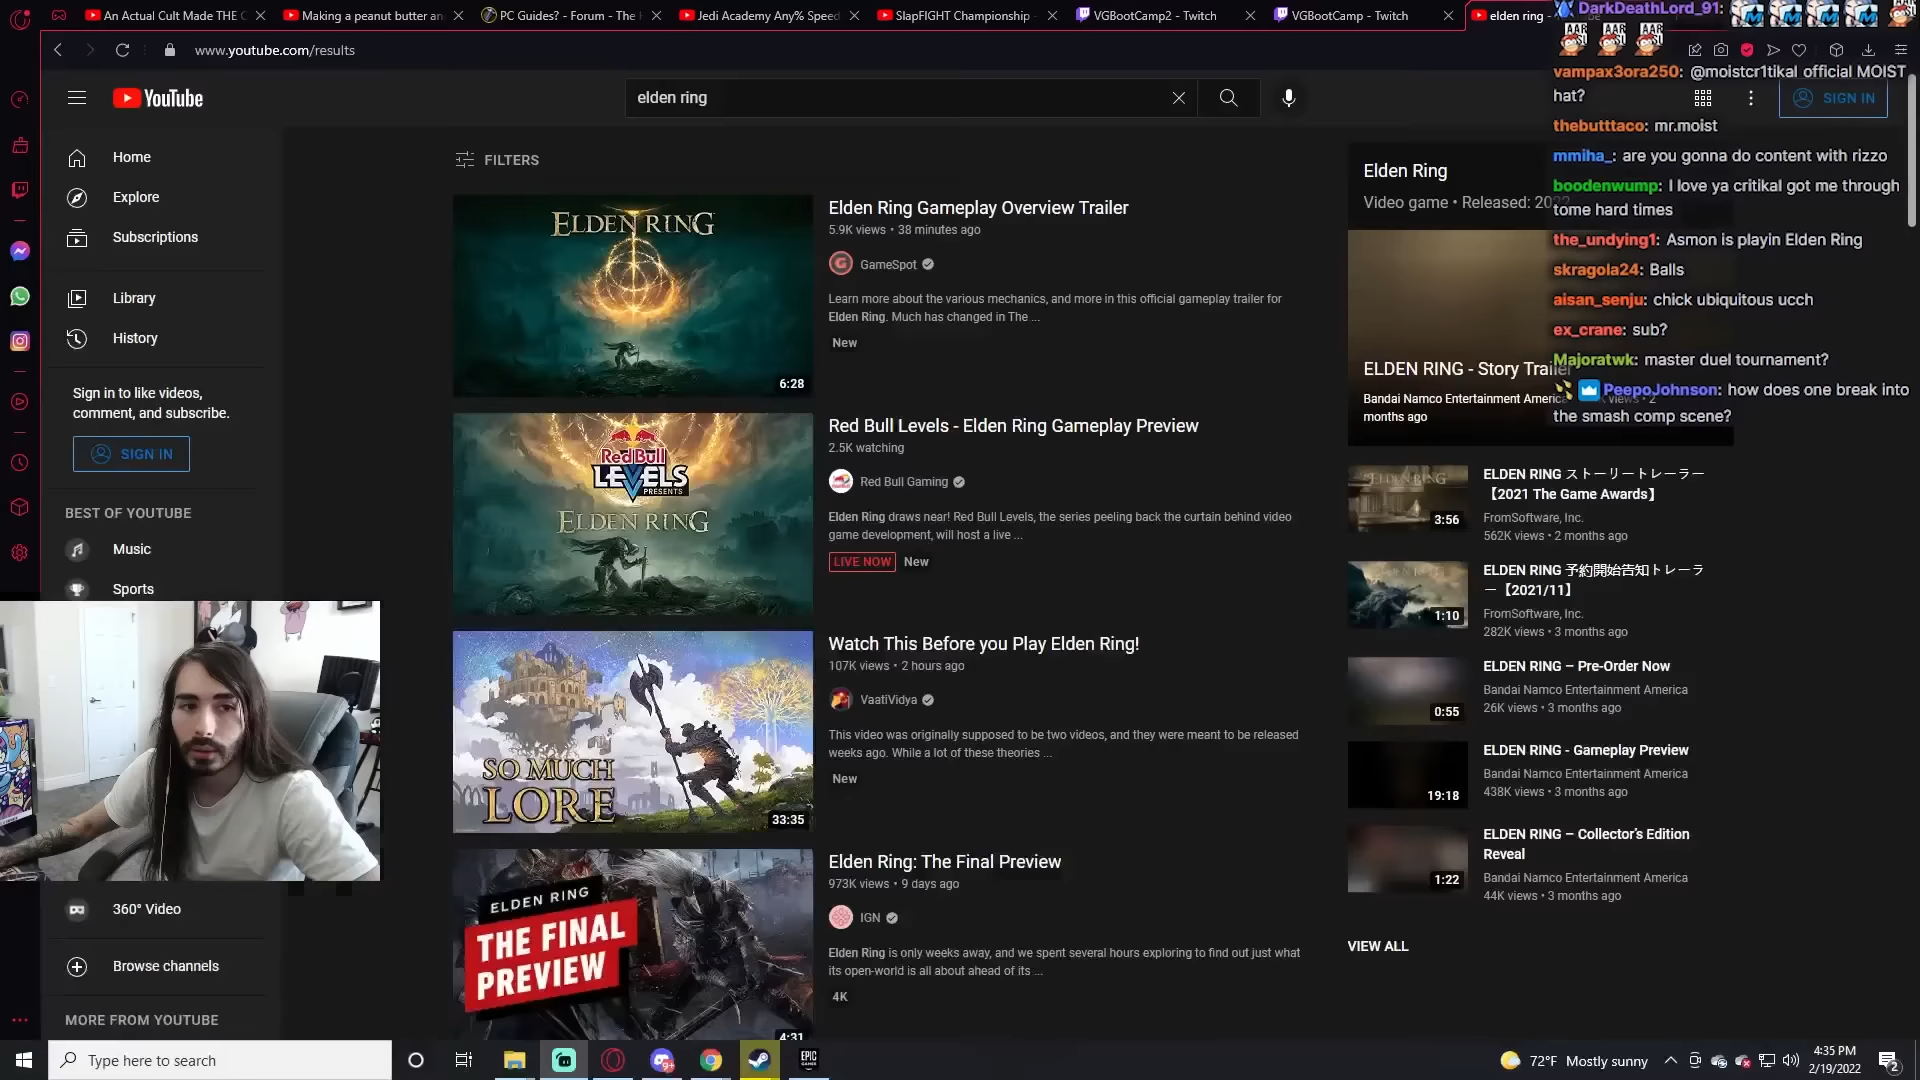 An Actual Cult Made THE C
Making a peanut butter an
PC Guides? - Forum - The
Jedi Academy Any% Speed
SlapFIGHT Championship -
VGBootCamp2 - Twitch
VGBootCamp - Twitch
elden ring -
www.youtube.com/results
YouTube
elden ring
SIGN IN
Home
Explore
Subscriptions
Library
History
Sign in to like videos,
comment, and subscribe.
SIGN IN
BEST OF YOUTUBE
Music
Sports
360° Video
Browse channels
MORE FROM YOUTUBE
FILTERS
ELDEN RING
6:28
Elden Ring Gameplay Overview Trailer
5.9K views • 38 minutes ago
GameSpot
Learn more about the various mechanics, and more in this official gameplay trailer for
Elden Ring. Much has changed in The ...
New
Red Bull
LEVELS
PRESENTS
ELDEN RING
Red Bull Levels - Elden Ring Gameplay Preview
2.5K watching
Red Bull Gaming
Elden Ring draws near! Red Bull Levels, the series peeling back the curtain behind video
game development, will host a live ...
LIVE NOW New
SO MUCH
LORE
33:35
Watch This Before you Play Elden Ring!
107K views • 2 hours ago
VaatiVidya
This video was originally supposed to be two videos, and they were meant to be released
weeks ago. While a lot of these theories ...
New
ELDEN RING
THE FINAL
PREVIEW
4:31
Elden Ring: The Final Preview
973K views • 9 days ago
IGN
Elden Ring is only weeks away, and we spent several hours exploring to find out just what
its open-world is all about ahead of its ...
4K
Elden Ring
Video game • Released: 2022
ELDEN RING - Story Trailer
Bandai Namco Entertainment America
views • 2
months ago
3:56
ELDEN RING ストーリートレーラー
【2021 The Game Awards】
FromSoftware, Inc.
562K views • 2 months ago
1:10
ELDEN RING 予約開始告知トレーラ
ー【2021/11】
FromSoftware, Inc.
282K views • 3 months ago
0:55
ELDEN RING – Pre-Order Now
Bandai Namco Entertainment America
26K views • 3 months ago
19:18
ELDEN RING - Gameplay Preview
Bandai Namco Entertainment America
438K views • 3 months ago
1:22
ELDEN RING – Collector's Edition
Reveal
Bandai Namco Entertainment America
44K views • 3 months ago
VIEW ALL
DarkDeathLord_91:
AAR
AAR
AAR
vampax3ora250: @moistcr1tikal official MOIST
hat?
thebutttaco: mr.moist
mmiha_: are you gonna do content with rizzo
boodenwump: I love ya critikal got me through
tome hard times
the_undying1: Asmon is playin Elden Ring
skragoia24: Balls
aisan_senju: chick ubiquitous ucch
ex_crane: sub?
Majoratwk: master duel tournament?
PeepoJohnson: how does one break into
the smash comp scene?
Type here to search
9+
EPIC
72°F Mostly sunny
4:35 PM
2/19/2022
2